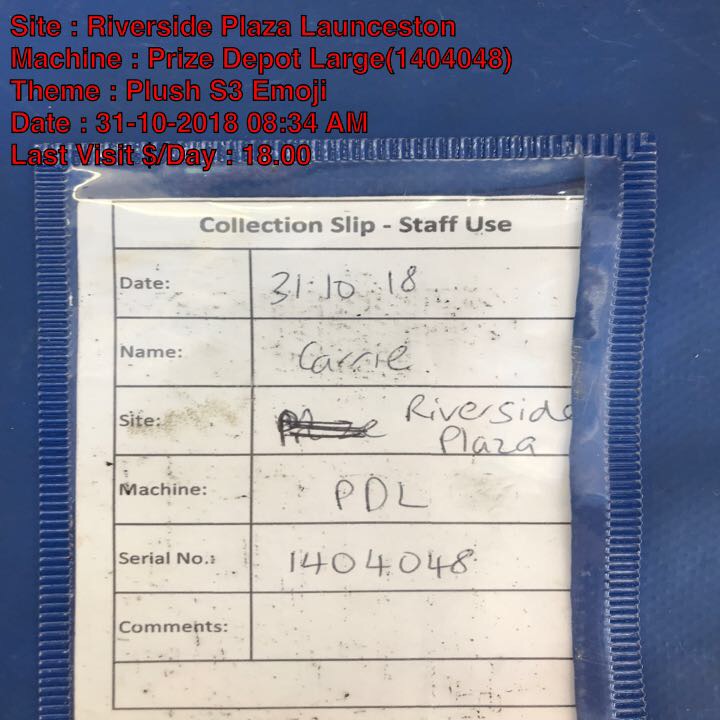 Site : Riverside Plaza Launceston
Machine : Prize Depot Large(1404048)
Theme : Plush S3 Emoji
Date : 31-10-2018 08:34 AM
Last Visit $/Day : 18.00
Collection Slip - Staff Use
Date: 31.10.18
Name: Carrie
Site: Riverside
Plaza
Machine: PDL
Serial No.: 1404048
Comments: